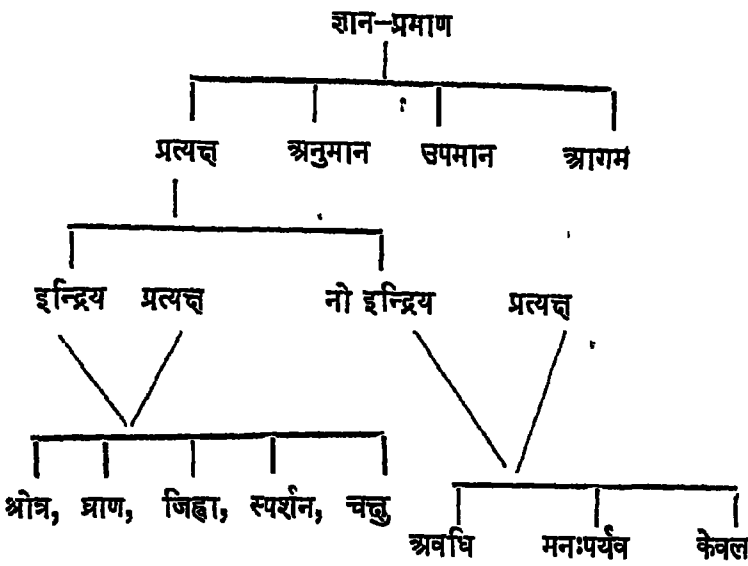 ज्ञान-प्रमाण
प्रत्यक्ष अनुमान उपमान आगम
इन्द्रिय प्रत्यक्ष नो इन्द्रिय प्रत्यक्ष
श्रोत्र, घ्राण, जिह्वा, स्पर्शन, चक्षु
अवधि मनःपर्यव केवल